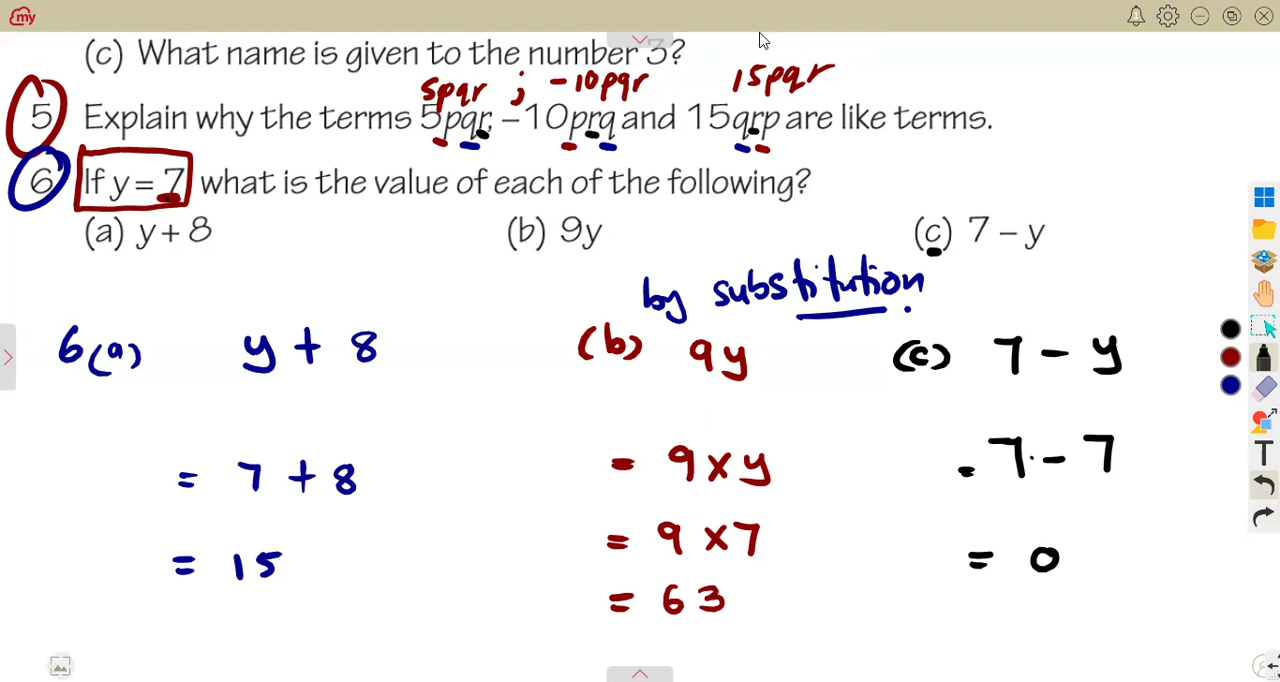 my
(c) What name is given to the number 3?
5pqr ; -10pqr 15pqr
5 Explain why the terms 5pqr, –10prq and 15qrp are like terms.
6 If y = 7 what is the value of each of the following?
(a) y + 8 (b) 9y (c) 7 – y
by substitution.
6(a) y + 8 (b) 9y (c) 7 - y
= 7 + 8 = 9 x y = 7 - 7
= 9 x 7
= 15 = 0
= 63
T